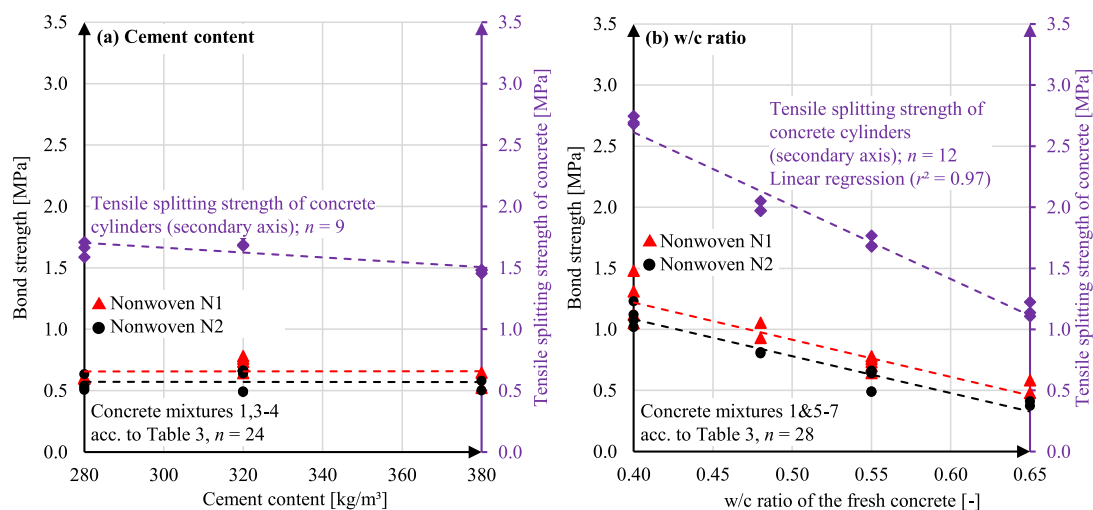 (a) Cement content
Bond strength [MPa]
3.5
3.0
2.5
2.0
1.5
1.0
0.5
0.0
Tensile splitting strength of concrete
cylinders (secondary axis); n = 9
Nonwoven N1
Nonwoven N2
Concrete mixtures 1,3-4
acc. to Table 3, n = 24
280
300
320
340
360
380
Cement content [kg/m³]
3.5
3.0
2.5
2.0
1.5
1.0
0.5
0.0
Tensile splitting strength of concrete [MPa]
(b) w/c ratio
Bond strength [MPa]
3.5
3.0
2.5
2.0
1.5
1.0
0.5
0.0
Tensile splitting strength of
concrete cylinders
(secondary axis); n = 12
Linear regression (r² = 0.97)
Nonwoven N1
Nonwoven N2
Concrete mixtures 1&5-7
acc. to Table 3, n = 28
0.40
0.45
0.50
0.55
0.60
0.65
w/c ratio of the fresh concrete [-]
3.5
3.0
2.5
2.0
1.5
1.0
0.5
0.0
Tensile splitting strength of concrete [MPa]